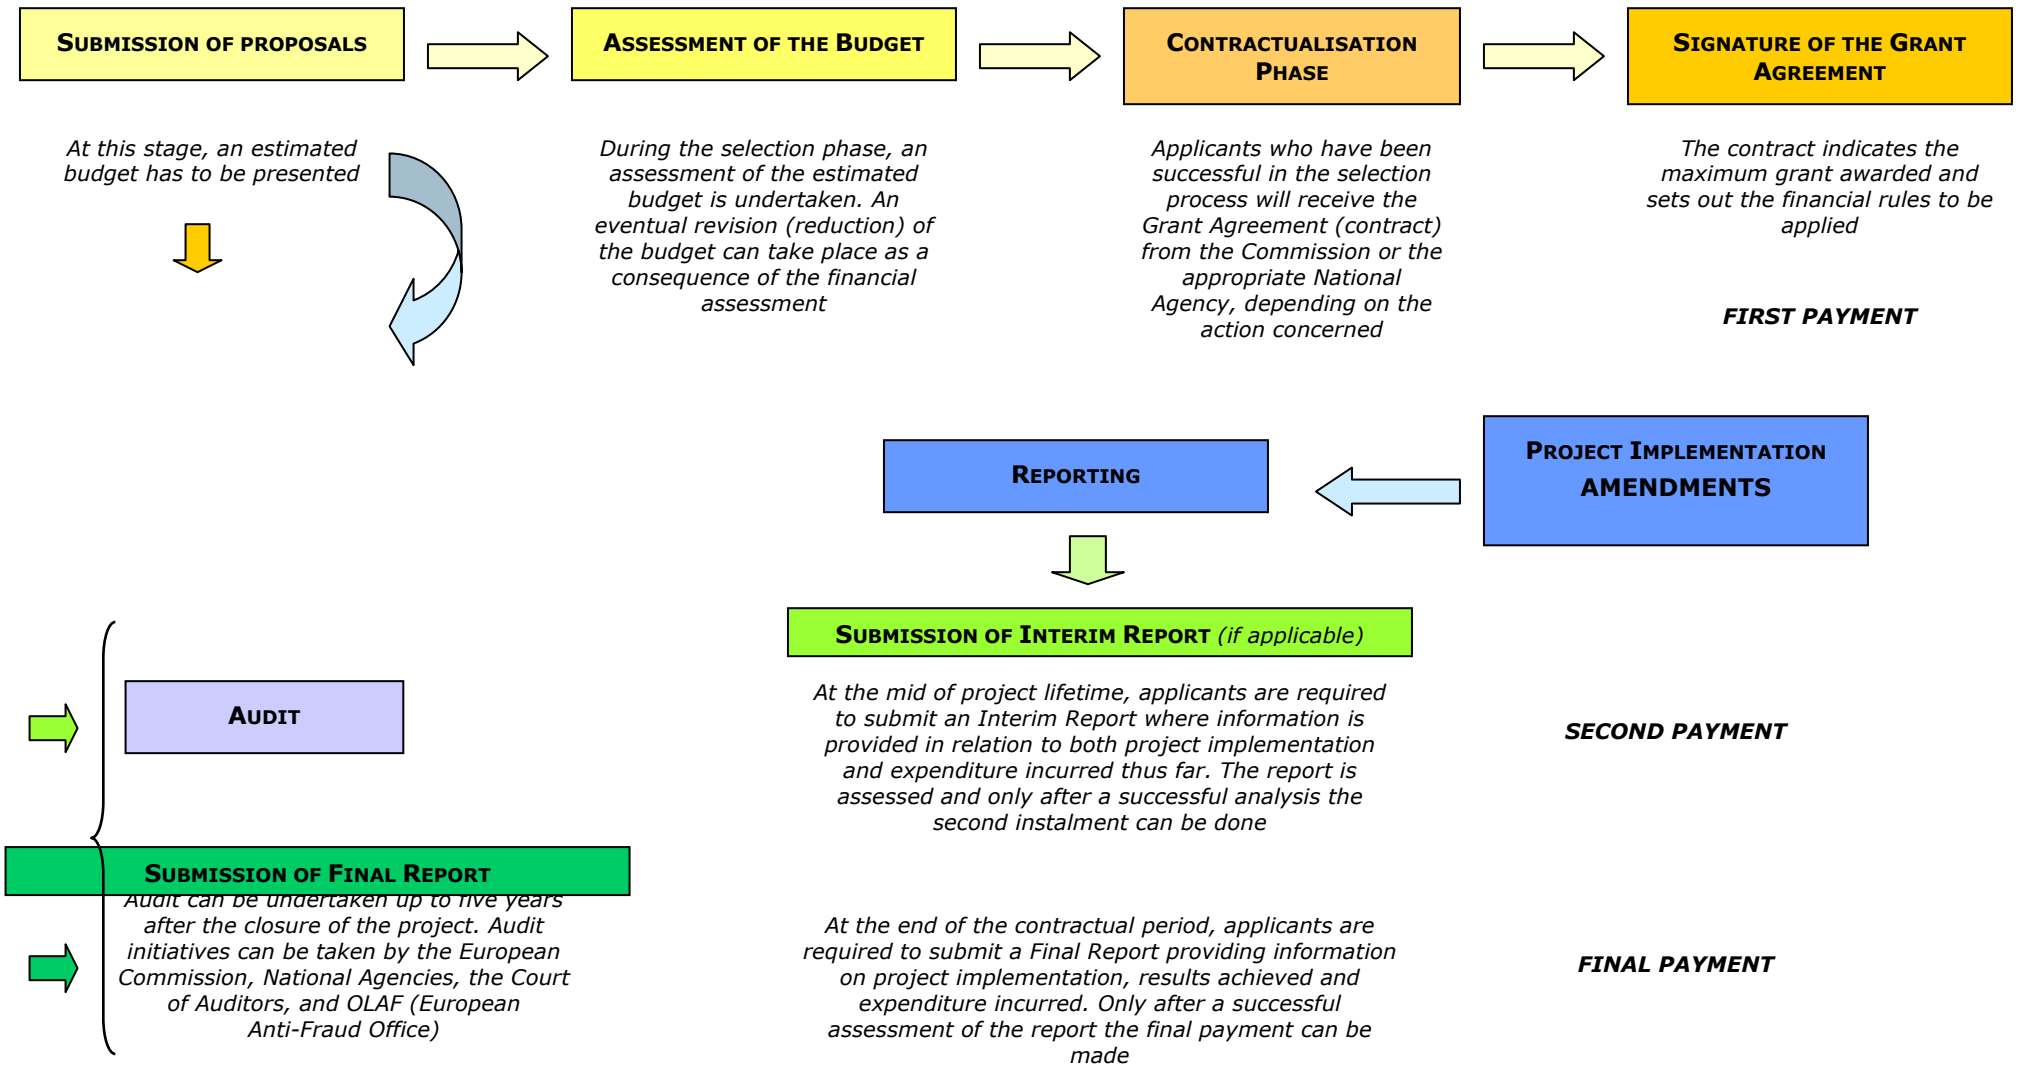 SUBMISSION OF PROPOSALS
ASSESSMENT OF THE BUDGET
CONTRACTUALISATION
PHASE
SIGNATURE OF THE GRANT
AGREEMENT
At this stage, an estimated
budget has to be presented
During the selection phase, an
assessment of the estimated
budget is undertaken. An
eventual revision (reduction) of
the budget can take place as a
consequence of the financial
assessment
Applicants who have been
successful in the selection
process will receive the
Grant Agreement (contract)
from the Commission or the
appropriate National
Agency, depending on the
action concerned
The contract indicates the
maximum grant awarded and
sets out the financial rules to be
applied
FIRST PAYMENT
PROJECT IMPLEMENTATION
AMENDMENTS
REPORTING
SUBMISSION OF INTERIM REPORT (if applicable)
At the mid of project lifetime, applicants are required
to submit an Interim Report where information is
provided in relation to both project implementation
and expenditure incurred thus far. The report is
assessed and only after a successful analysis the
second instalment can be done
SECOND PAYMENT
AUDIT
SUBMISSION OF FINAL REPORT
Audit can be undertaken up to five years
after the closure of the project. Audit
initiatives can be taken by the European
Commission, National Agencies, the Court
of Auditors, and OLAF (European
Anti-Fraud Office)
At the end of the contractual period, applicants are
required to submit a Final Report providing information
on project implementation, results achieved and
expenditure incurred. Only after a successful
assessment of the report the final payment can be
made
FINAL PAYMENT